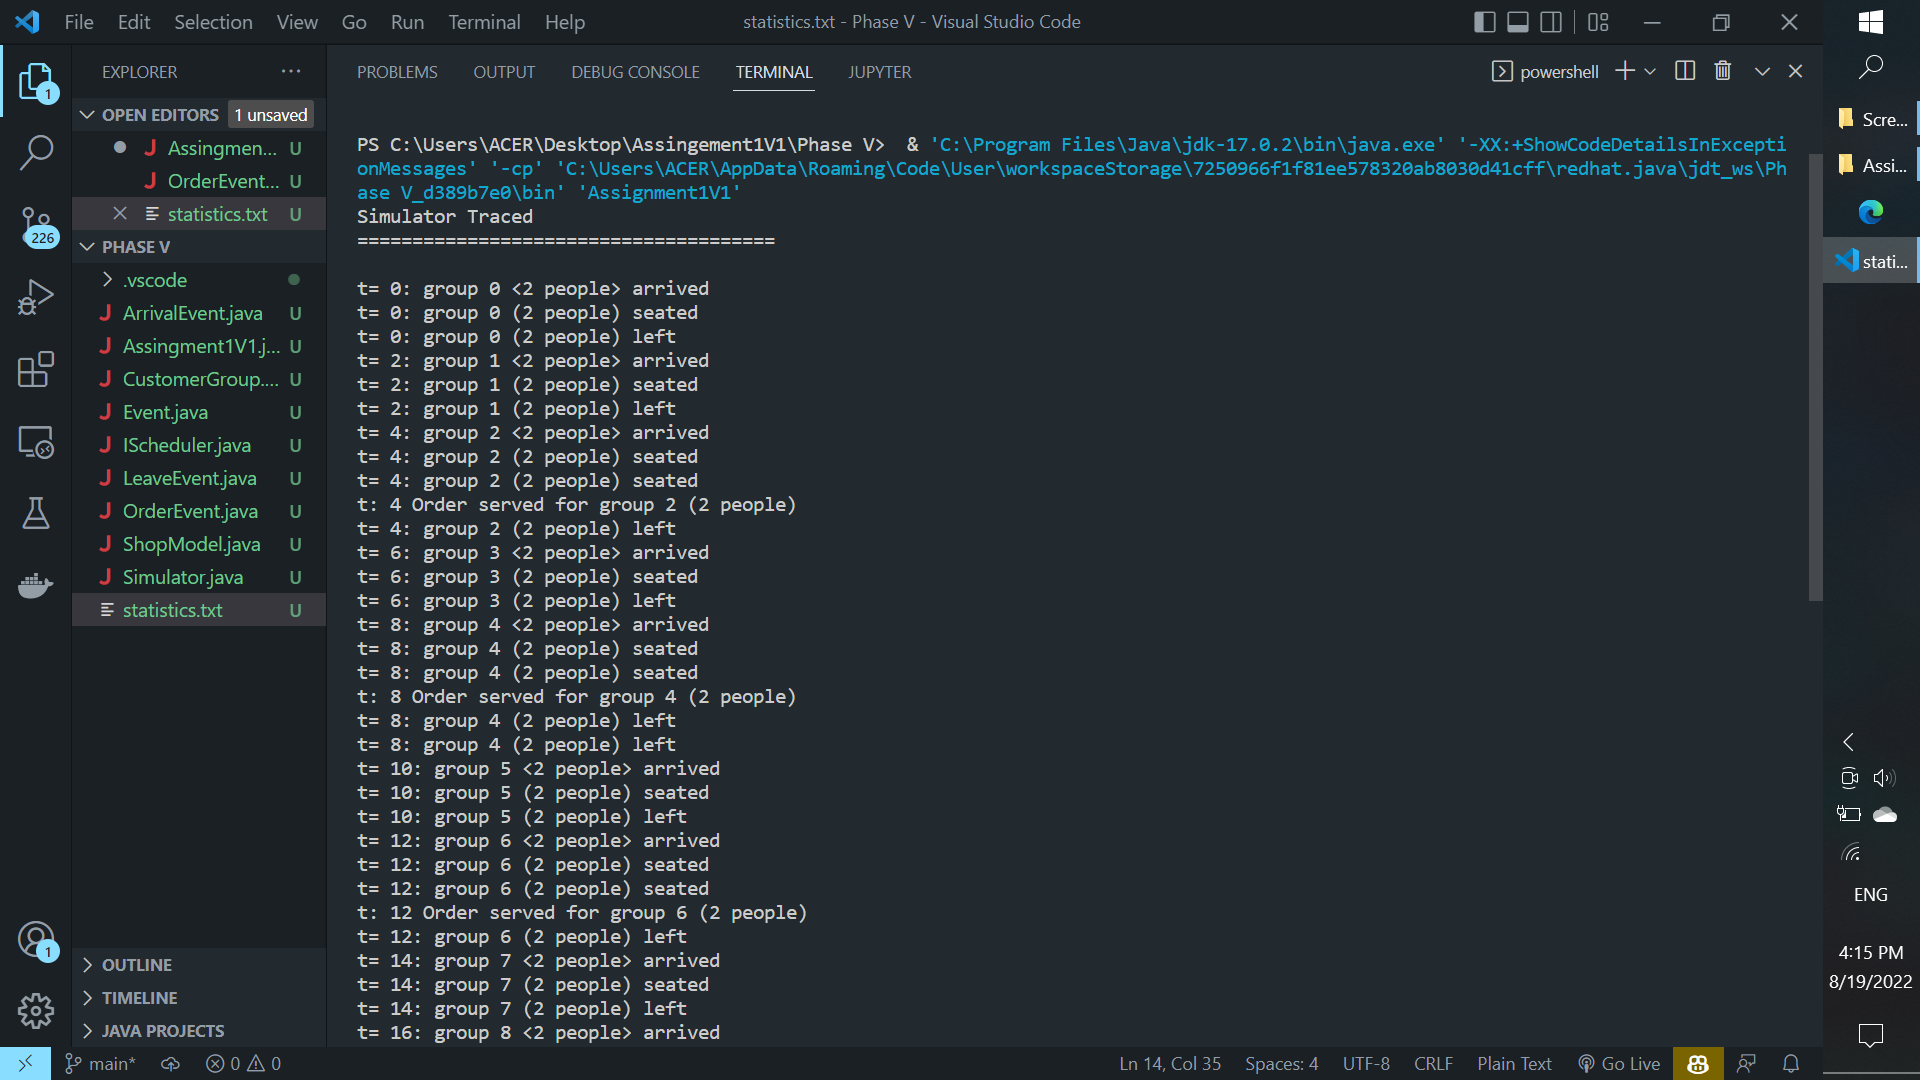 File Edit Selection View Go Run Terminal Help
statistics.txt - Phase V - Visual Studio Code
EXPLORER
OPEN EDITORS 1 unsaved
Assingmen... U
OrderEvent... U
statistics.txt U
PHASE V
.vscode
ArrivalEvent.java U
Assingment1V1.j... U
CustomerGroup.... U
Event.java U
IScheduler.java U
LeaveEvent.java U
OrderEvent.java U
ShopModel.java U
Simulator.java U
statistics.txt U
OUTLINE
TIMELINE
JAVA PROJECTS
1
226
1
PROBLEMS OUTPUT DEBUG CONSOLE TERMINAL JUPYTER
powershell
PS C:\Users\ACER\Desktop\Assingement1V1\Phase V>  & 'C:\Program Files\Java\jdk-17.0.2\bin\java.exe' '-XX:+ShowCodeDetailsInExcepti
onMessages' '-cp' 'C:\Users\ACER\AppData\Roaming\Code\User\workspaceStorage\7250966f1f81ee578320ab8030d41cff\redhat.java\jdt_ws\Ph
ase V_d389b7e0\bin' 'Assignment1V1'
Simulator Traced
======================================
t= 0: group 0 <2 people> arrived
t= 0: group 0 (2 people) seated
t= 0: group 0 (2 people) left
t= 2: group 1 <2 people> arrived
t= 2: group 1 (2 people) seated
t= 2: group 1 (2 people) left
t= 4: group 2 <2 people> arrived
t= 4: group 2 (2 people) seated
t= 4: group 2 (2 people) seated
t: 4 Order served for group 2 (2 people)
t= 4: group 2 (2 people) left
t= 6: group 3 <2 people> arrived
t= 6: group 3 (2 people) seated
t= 6: group 3 (2 people) left
t= 8: group 4 <2 people> arrived
t= 8: group 4 (2 people) seated
t= 8: group 4 (2 people) seated
t: 8 Order served for group 4 (2 people)
t= 8: group 4 (2 people) left
t= 8: group 4 (2 people) left
t= 10: group 5 <2 people> arrived
t= 10: group 5 (2 people) seated
t= 10: group 5 (2 people) left
t= 12: group 6 <2 people> arrived
t= 12: group 6 (2 people) seated
t= 12: group 6 (2 people) seated
t: 12 Order served for group 6 (2 people)
t= 12: group 6 (2 people) left
t= 14: group 7 <2 people> arrived
t= 14: group 7 (2 people) seated
t= 14: group 7 (2 people) left
t= 16: group 8 <2 people> arrived
main* 0 0
Ln 14, Col 35 Spaces: 4 UTF-8 CRLF Plain Text Go Live
Scre...
Assi...
stati...
ENG
4:15 PM
8/19/2022